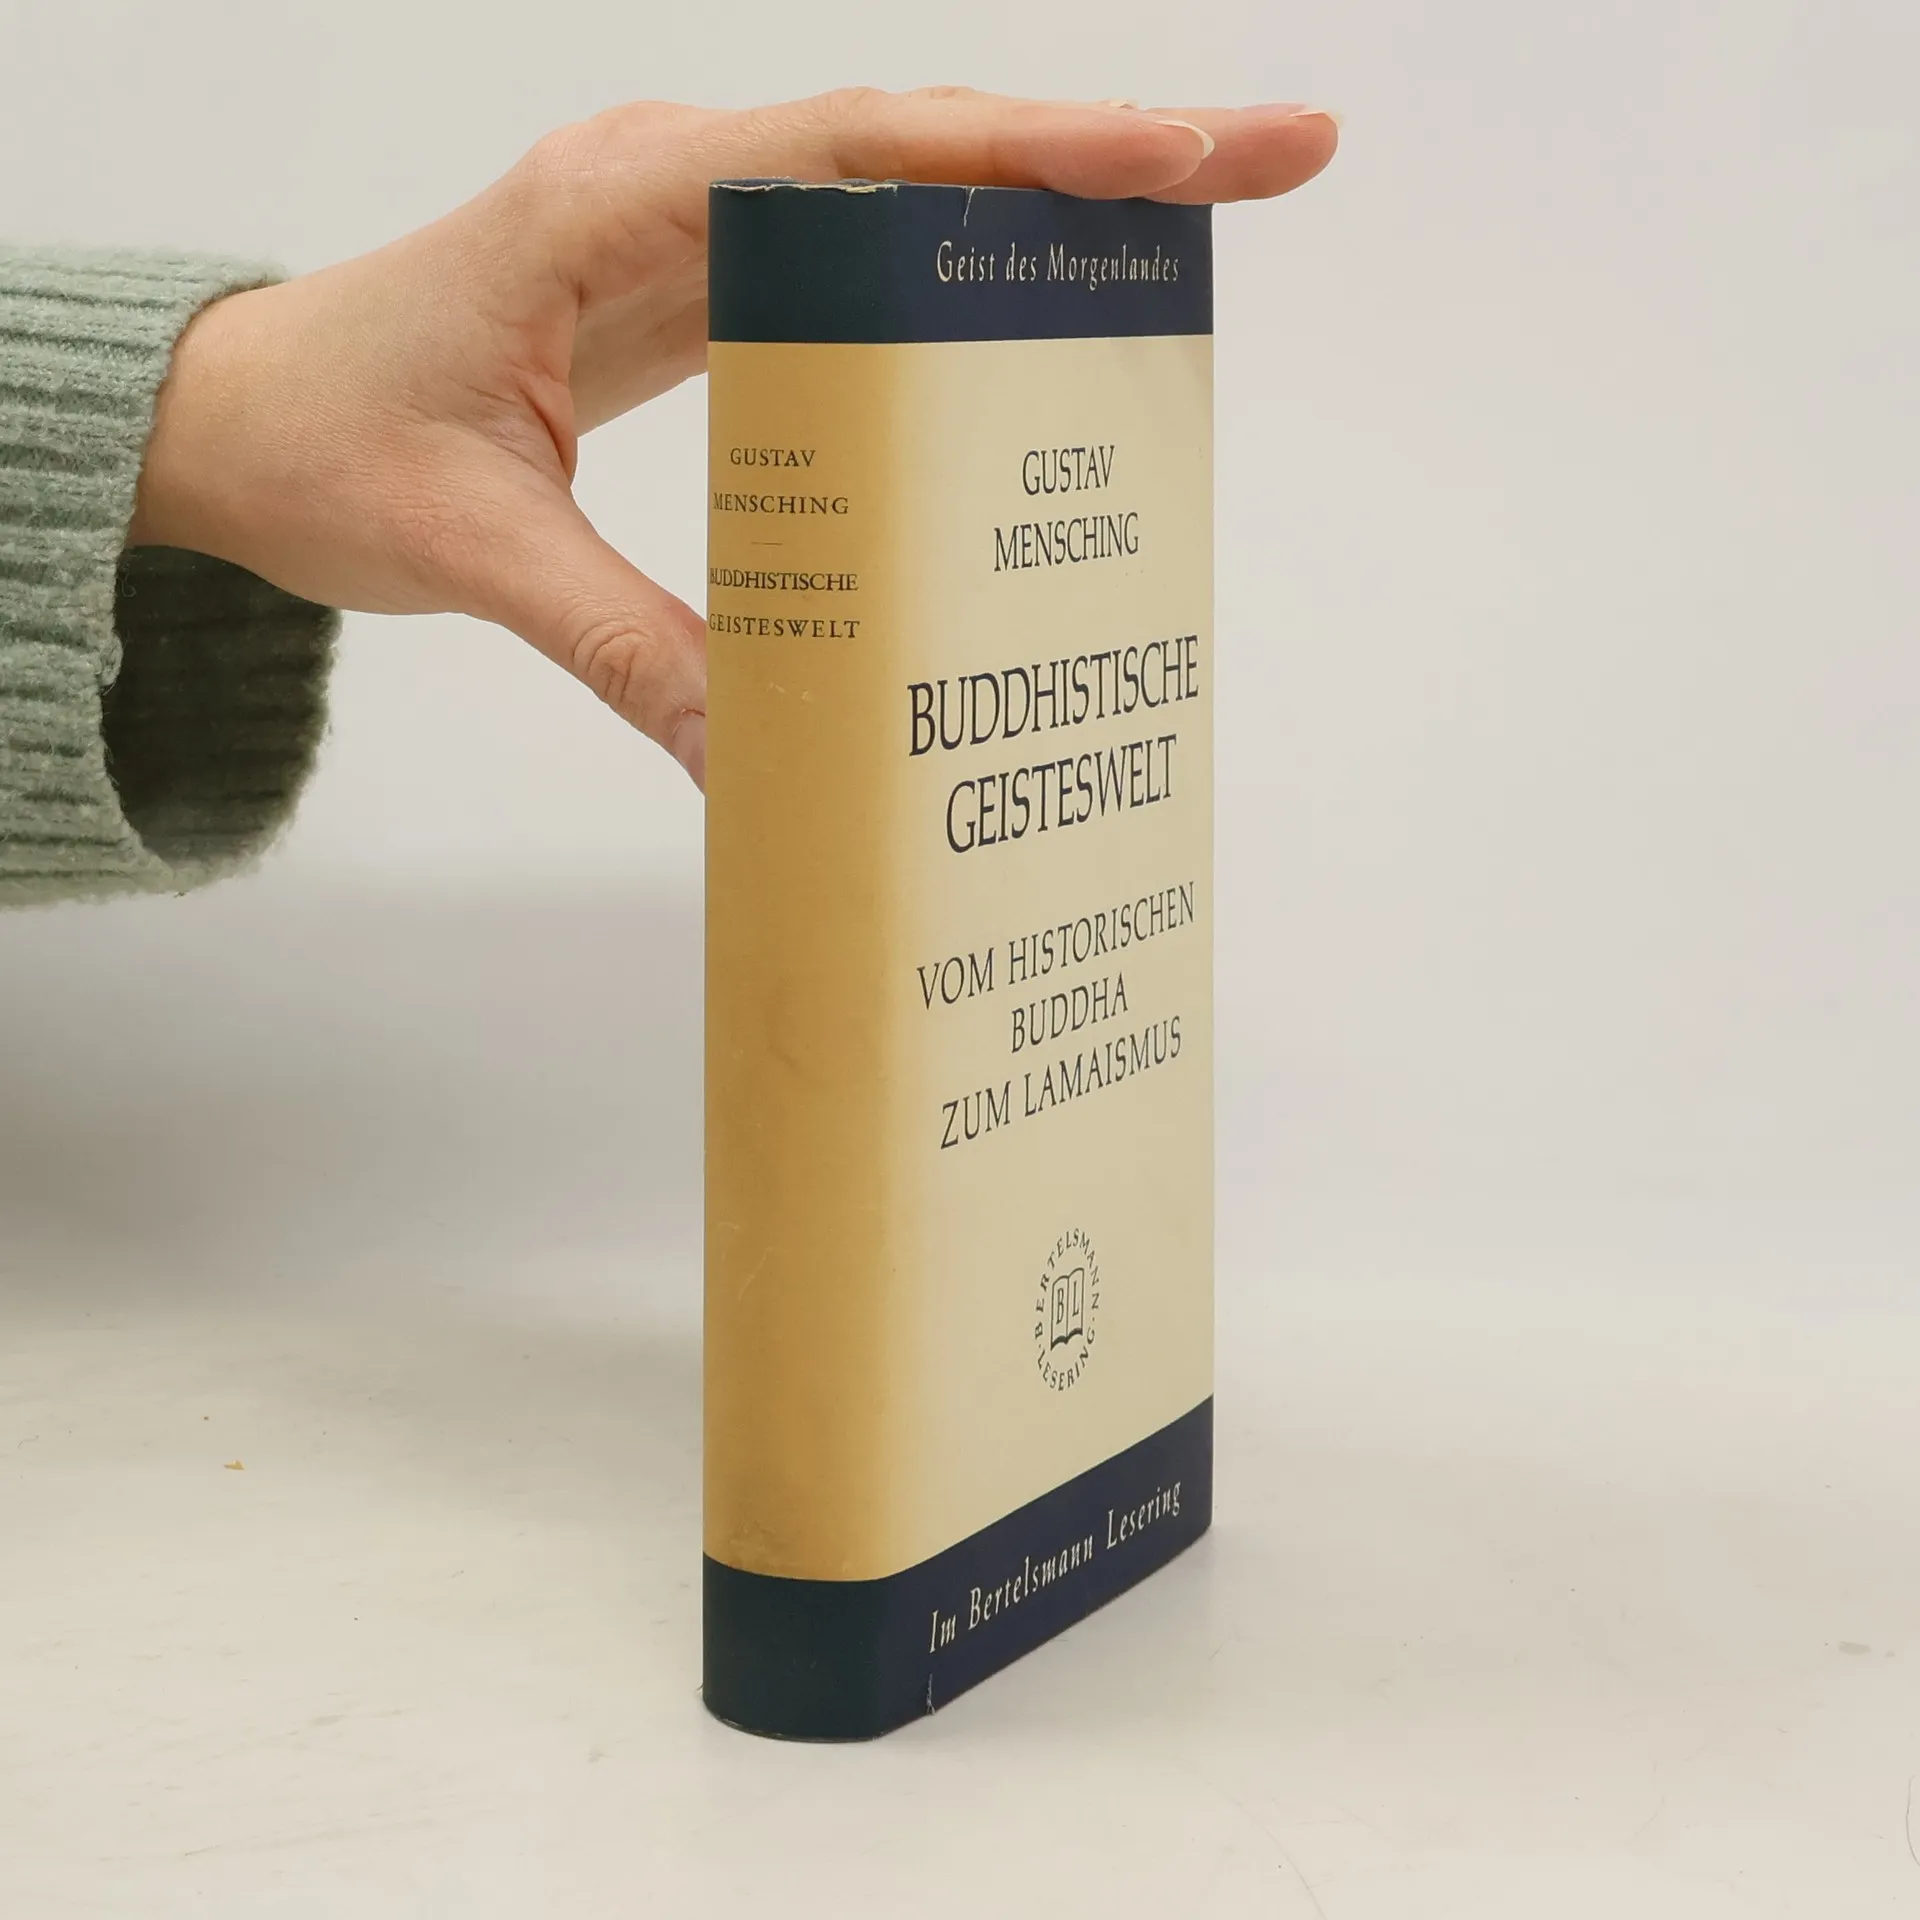 GUSTAV
MENSCHING
BUDDHISTISCHE
GEISTESWELT
Geist des Morgenlandes
GUSTAV
MENSCHING
BUDDHISTISCHE
GEISTESWELT
VOM HISTORISCHEN
BUDDHA
ZUM LAMAISMUS
BERTELSMANN · LESERING ·
BL
Im Bertelsmann Lesering